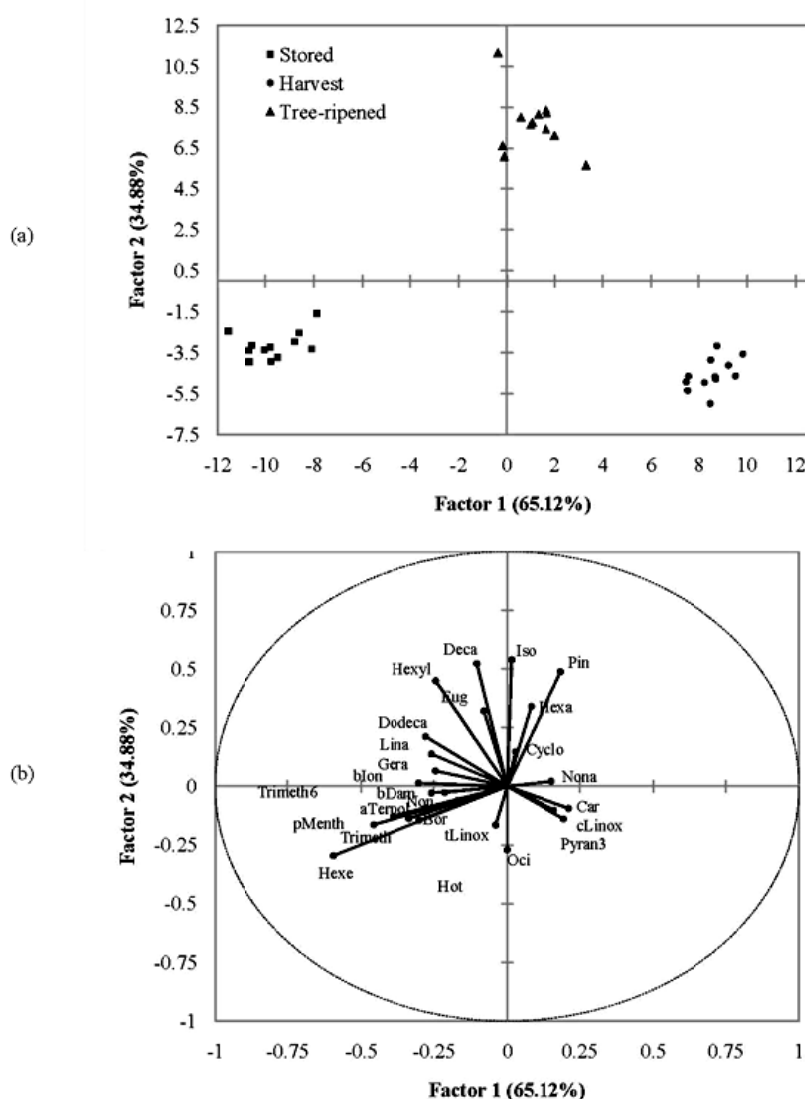 12.5
10.5
8.5
6.5
4.5
2.5
0.5
-1.5
-3.5
-5.5
-7.5
Stored
Harvest
Tree-ripened
(a)
Factor 2 (34.88%)
-12 -10 -8 -6 -4 -2 0 2 4 6 8 10 12
Factor 1 (65.12%)
1
0.75
0.5
0.25
0
-0.25
-0.5
-0.75
-1
(b)
Factor 2 (34.88%)
Deca Iso Pin
Hexyl
Eug Hexa
Dodeca
Lina Cyclo
Gera
bIon Nona
Trimeth6 bDam Non Car
aTerpol
pMenth Bor cLinox
Trimeth tLinox Pyran3
Hexe Oci
Hot
-1 -0.75 -0.5 -0.25 0 0.25 0.5 0.75 1
Factor 1 (65.12%)